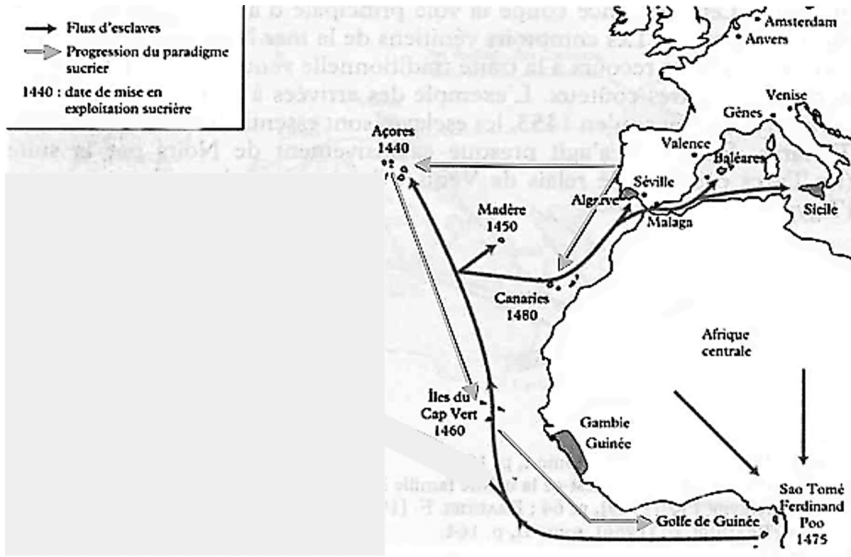 Flux d'esclaves
Progression du paradigme
sucrier
1440 : date de mise en
exploitation sucrière
Amsterdam
Anvers
Venise
Gênes
Açores
1440
Valence
Baléares
Séville
Algarve
Malaga
Sicile
Madère
1450
Canaries
1480
Afrique
centrale
Îles du
Cap Vert
1460
Gambie
Guinée
Sao Tomé
Ferdinand
Poo
1475
Golfe de Guinée